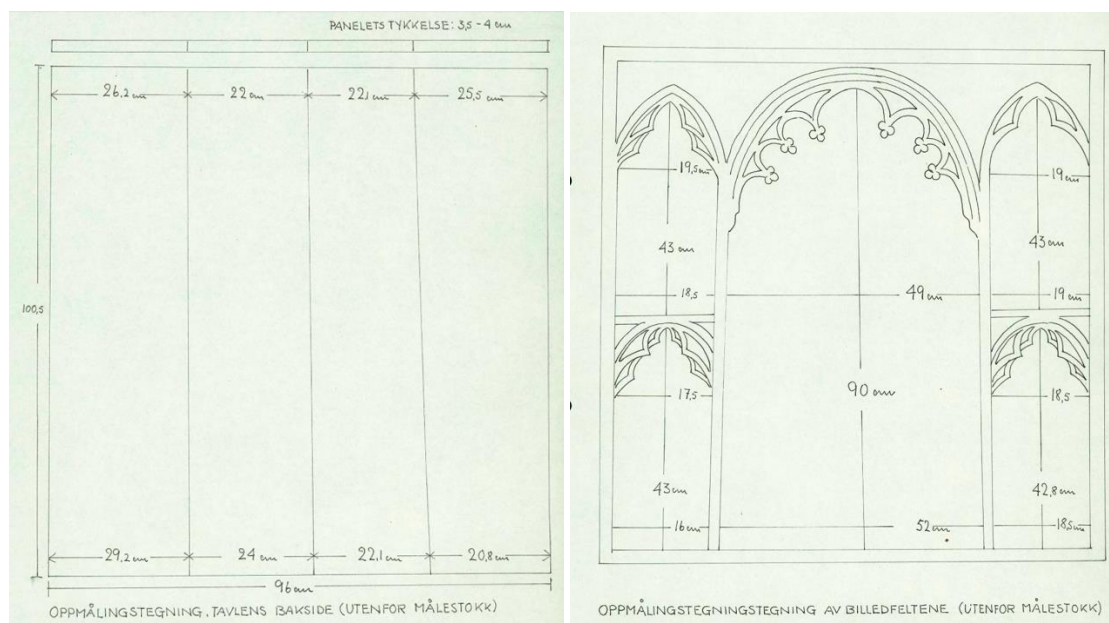 PANELETS TYKKELSE: 3,5 - 4 cm
26,2 cm 22 cm 22,1 cm 25,5 cm
100,5
29,2 cm 24 cm 22,1 cm 20,8 cm
96 cm
OPPMÅLINGSTEGNING, TAVLENS BAKSIDE (UTENFOR MÅLESTOKK)
19,5 cm 19 cm
43 cm 43 cm
18,5 49 cm 19 cm
17,5 90 cm 18,5
43 cm 42,8 cm
16 cm 52 cm 18,5 cm
OPPMÅLINGSTEGNINGSTEGNING AV BILLEDFELTENE (UTENFOR MÅLESTOKK)